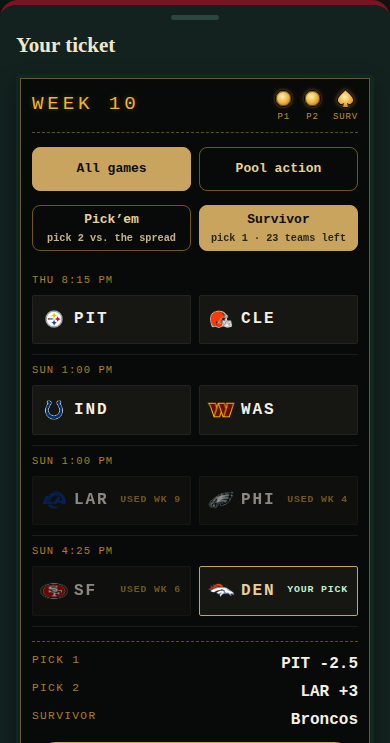 Your ticket
WEEK 10
P1 P2 SURV
All games Pool action
Pick’em Survivor
pick 2 vs. the spread pick 1 · 23 teams left
THU 8:15 PM
PIT CLE
SUN 1:00 PM
IND WAS
SUN 1:00 PM
LAR USED WK 9 PHI USED WK 4
SUN 4:25 PM
SF USED WK 6 DEN YOUR PICK
PICK 1 PIT -2.5
PICK 2 LAR +3
SURVIVOR Broncos